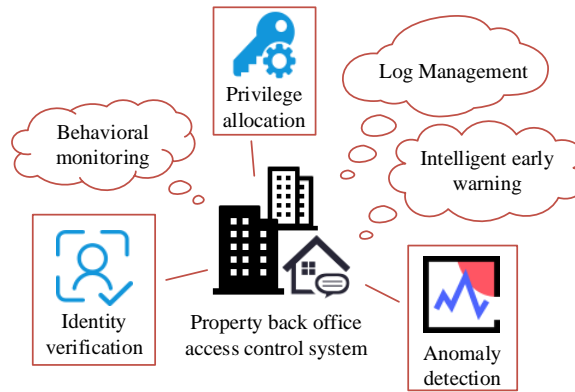 Privilege
allocation
Log Management
Behavioral
monitoring
Intelligent early
warning
Identity
verification
Property back office
access control system
Anomaly
detection